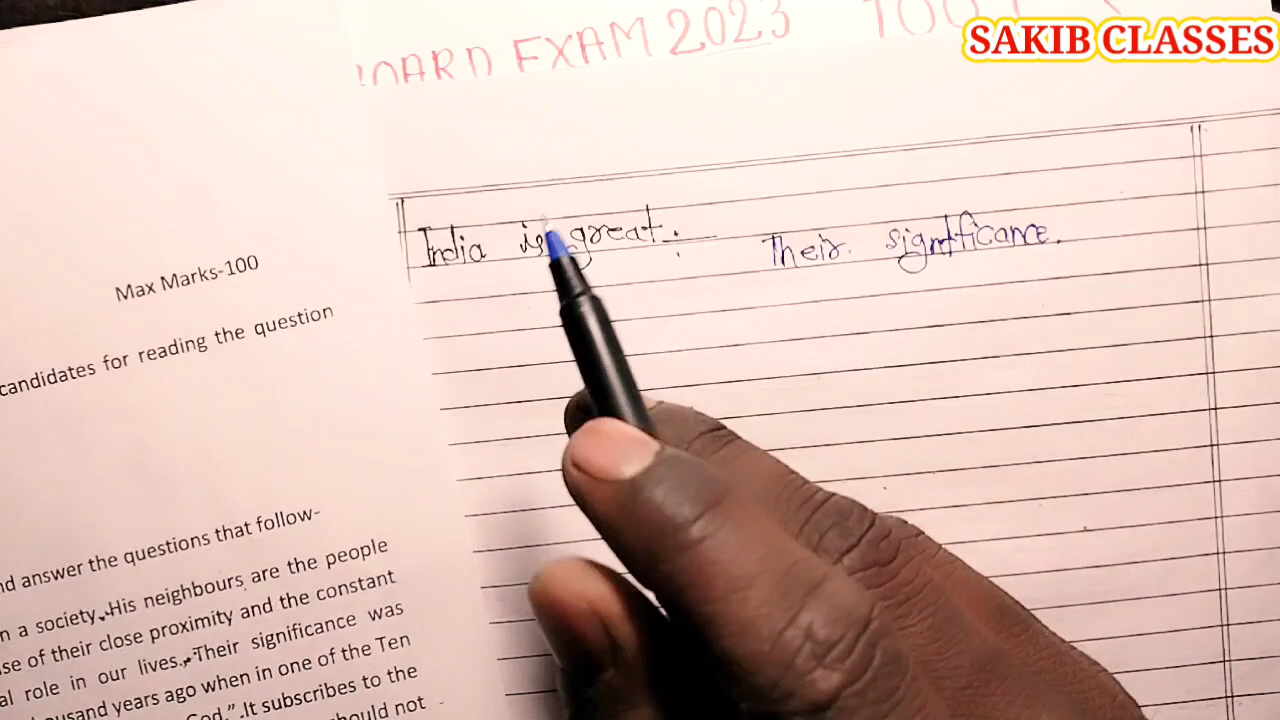 BOARD EXAM 2023
SAKIB CLASSES
India is great. Their significance.
Max Marks-100
candidates for reading the question
nd answer the questions that follow-
n a society. His neighbours are the people
se of their close proximity and the constant
al role in our lives. Their significance was
ousand years ago when in one of the Ten
God.". It subscribes to the
should not